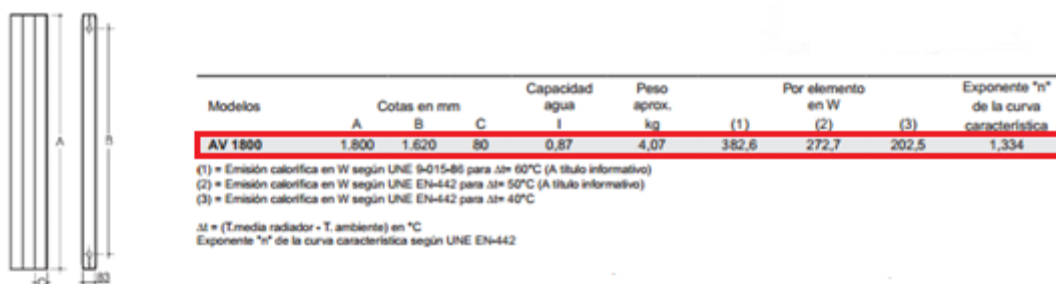 Modelos Cotas en mm Capacidad agua Peso aprox. Por elemento en W Exponente "n" de la curva característica
A B C l kg (1) (2) (3)
AV 1800 1.800 1.620 80 0,87 4,07 382,6 272,7 202,5 1,334
(1) = Emisión calorífica en W según UNE 9-015-86 para Δt= 60°C (A título informativo)
(2) = Emisión calorífica en W según UNE EN-442 para Δt= 50°C (A título informativo)
(3) = Emisión calorífica en W según UNE EN-442 para Δt= 40°C
Δt = (T.media radiador - T. ambiente) en °C
Exponente "n" de la curva característica según UNE EN-442
A
B
C
83